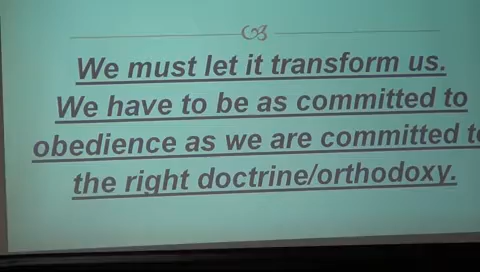 We must let it transform us.
We have to be as committed to
obedience as we are committed to
the right doctrine/orthodoxy.